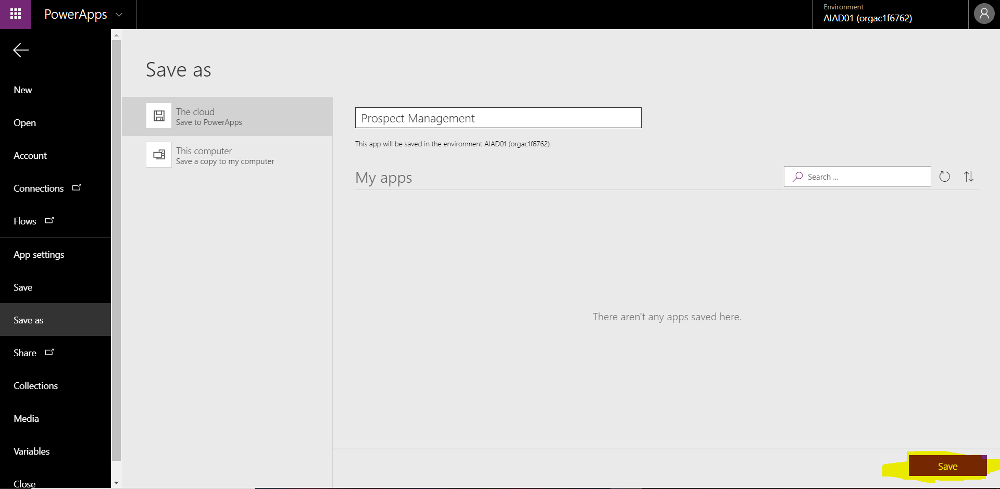 PowerApps
Environment
AIAD01 (orgac1f6762)
New
Open
Account
Connections
Flows
App settings
Save
Save as
Share
Collections
Media
Variables
Close
Save as
The cloud
Save to PowerApps
This computer
Save a copy to my computer
Prospect Management
This app will be saved in the environment AIAD01 (orgac1f6762).
My apps
Search ...
There aren't any apps saved here.
Save